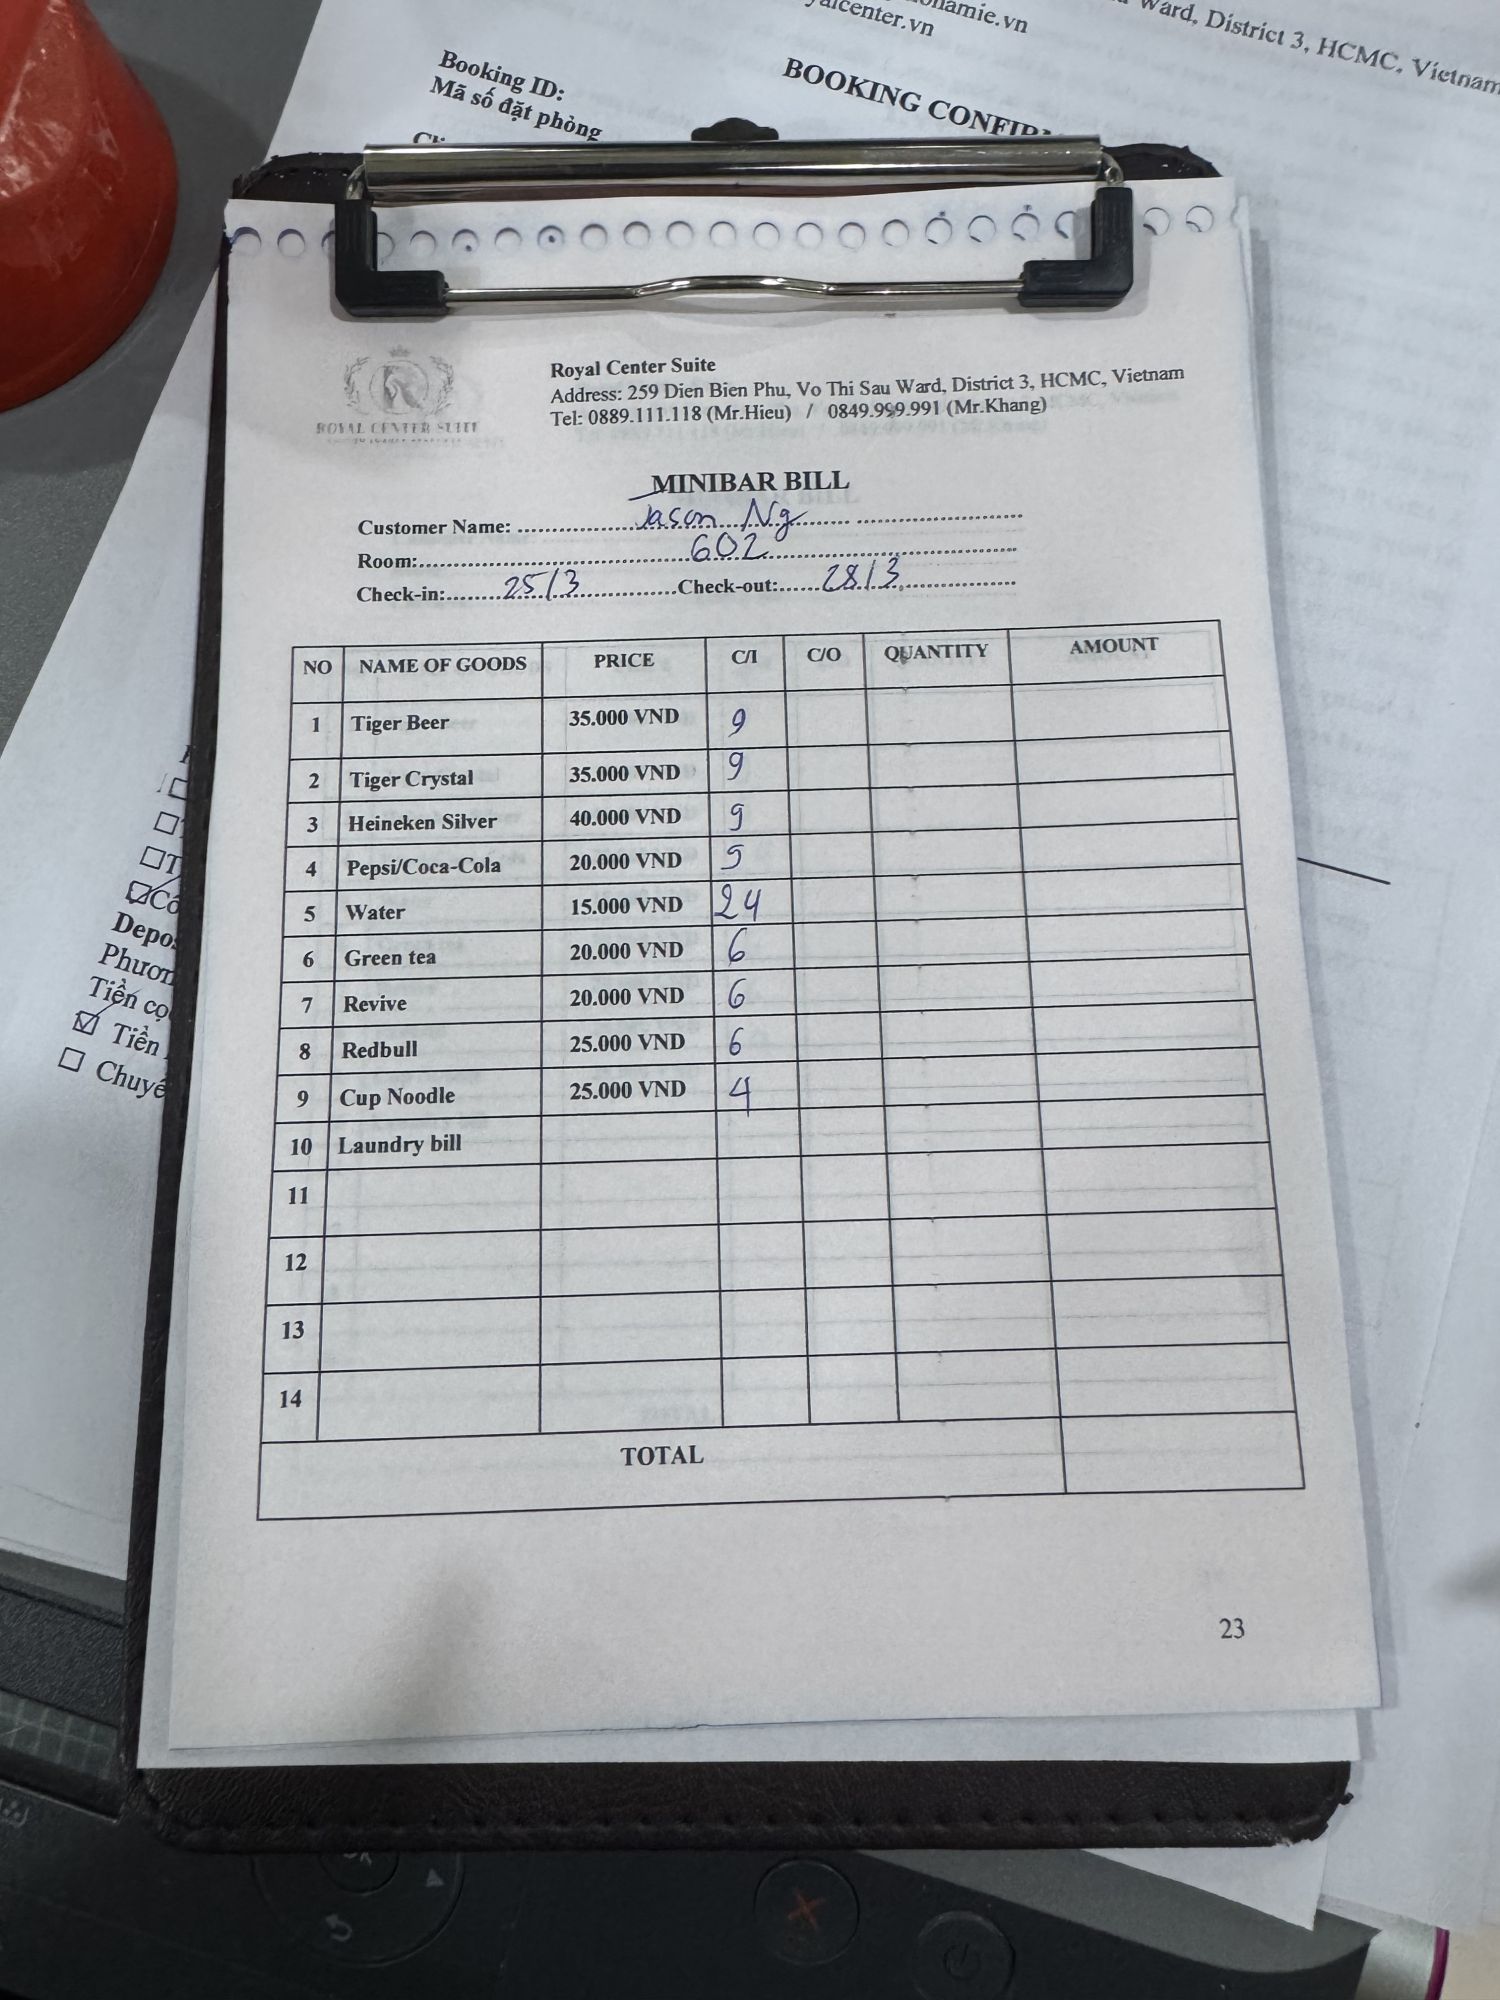 onamie.vn
yalcenter.vn
Ward, District 3, HCMC, Vietnam
Booking ID:
Mã số đặt phòng
BOOKING CONFIR
Royal Center Suite
Address: 259 Dien Bien Phu, Vo Thi Sau Ward, District 3, HCMC, Vietnam
Tel: 0889.111.118 (Mr.Hieu) / 0849.999.991 (Mr.Khang)
ROYAL CENTER SUITE
MINIBAR BILL
Customer Name: Jason Ng
Room: 602
Check-in: 25/3 Check-out: 28/3
NO NAME OF GOODS PRICE C/I C/O QUANTITY AMOUNT
1 Tiger Beer 35.000 VND 9
2 Tiger Crystal 35.000 VND 9
3 Heineken Silver 40.000 VND 9
4 Pepsi/Coca-Cola 20.000 VND 9
5 Water 15.000 VND 24
6 Green tea 20.000 VND 6
7 Revive 20.000 VND 6
8 Redbull 25.000 VND 6
9 Cup Noodle 25.000 VND 4
10 Laundry bill
11
12
13
14
TOTAL
23
Có
Depos
Phươn
Tiền cọ
Tiền
Chuyể